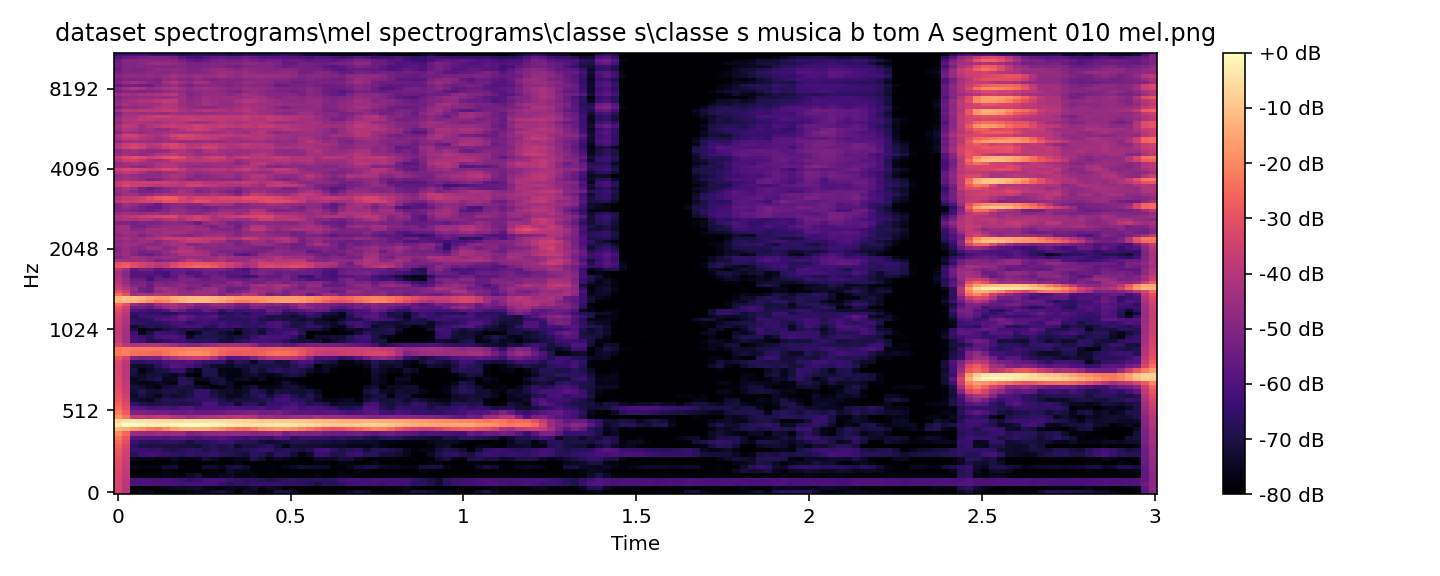 dataset spectrograms\mel spectrograms\classe s\classe s musica b tom A segment 010 mel.png
Hz
8192
4096
2048
1024
512
0
0
0.5
1
1.5
2
2.5
3
Time
+0 dB
-10 dB
-20 dB
-30 dB
-40 dB
-50 dB
-60 dB
-70 dB
-80 dB